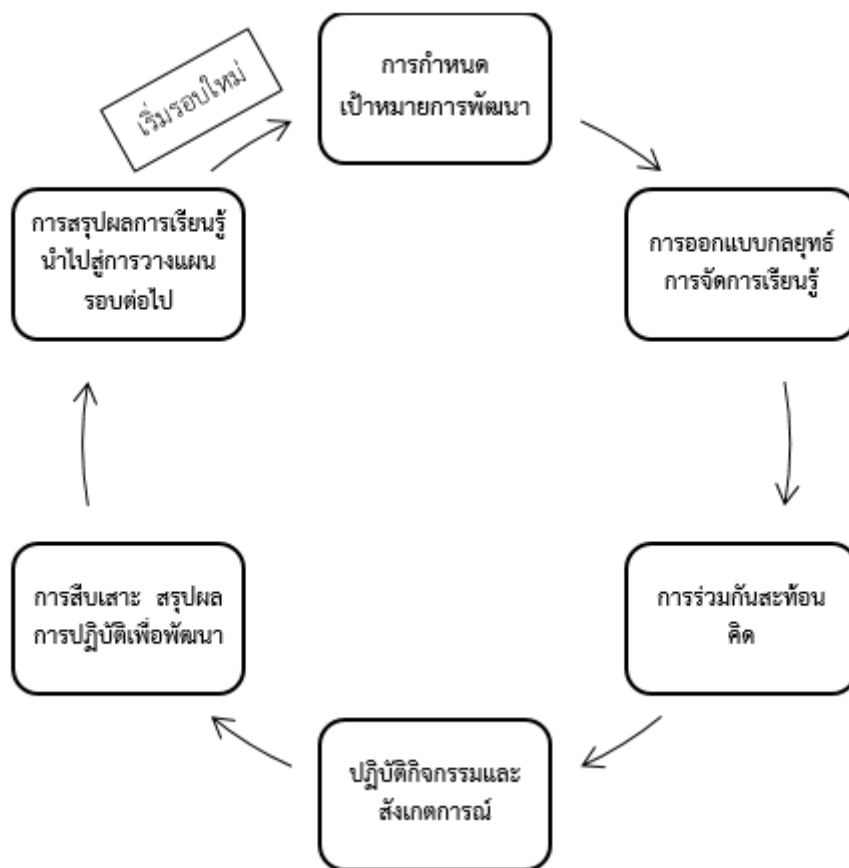 การกำหนด
เป้าหมายการพัฒนา
เริ่มรอบใหม่
การออกแบบกลยุทธ์
การจัดการเรียนรู้
การร่วมกันสะท้อน
คิด
ปฏิบัติกิจกรรมและ
สังเกตการณ์
การสืบเสาะ สรุปผล
การปฏิบัติเพื่อพัฒนา
การสรุปผลการเรียนรู้
นำไปสู่การวางแผน
รอบต่อไป